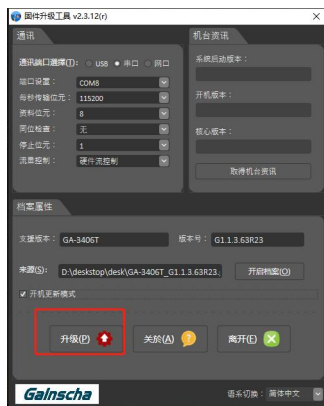 固件升级工具 v2.3.12(r)
通讯
机台资讯
通讯端口選擇(T): USB 串口 网口
端口设置: COM8
每秒传输位元: 115200
资料位元: 8
同位检查: 无
停止位元: 1
流量控制: 硬件流控制
系统启动版本:
开机版本:
核心版本:
取得机台资讯
档案属性
支援版本: GA-3406T
版本号: G1.1.3.63R23
来源(S): D:\deskstop\desk\GA-3406T_G1.1.3.63R23.
开启档案(O)
开机更新模式
升级(P)
关於(A)
离开(E)
Gainscha
语系切换: 简体中文